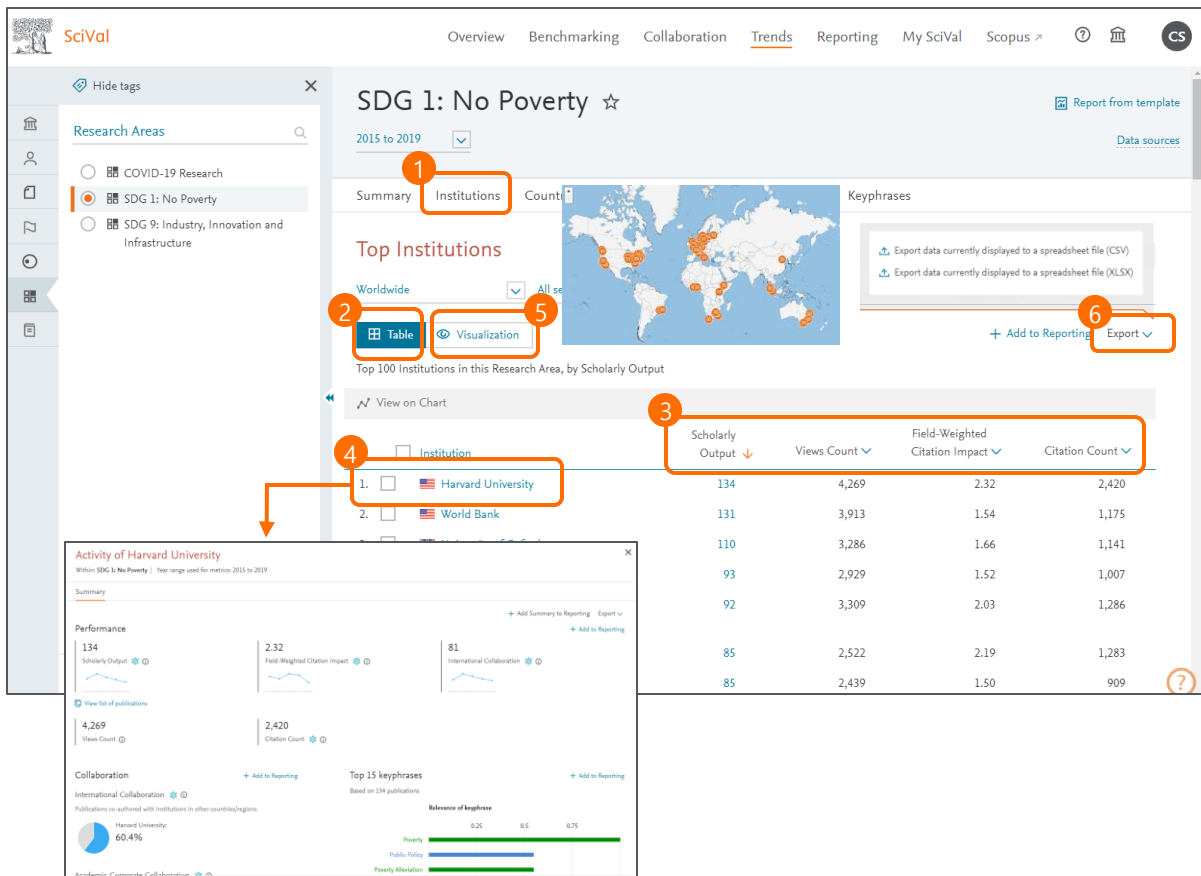 SciVal
Overview Benchmarking Collaboration Trends Reporting My SciVal Scopus ↗ CS
Hide tags
Research Areas
COVID-19 Research
SDG 1: No Poverty
SDG 9: Industry, Innovation and
Infrastructure
SDG 1: No Poverty
Report from template
2015 to 2019
Data sources
1
Summary Institutions Count Keyphrases
Top Institutions
Export data currently displayed to a spreadsheet file (CSV)
Export data currently displayed to a spreadsheet file (XLSX)
Worldwide All se
2 5 6
Table Visualization + Add to Reporting Export
Top 100 Institutions in this Research Area, by Scholarly Output
View on Chart
3
Scholarly Output Views Count Field-Weighted Citation Impact Citation Count
4
Institution
1. Harvard University 134 4,269 2.32 2,420
2. World Bank 131 3,913 1.54 1,175
110 3,286 1.66 1,141
93 2,929 1.52 1,007
92 3,309 2.03 1,286
85 2,522 2.19 1,283
85 2,439 1.50 909
?
Activity of Harvard University
Within: SDG 1: No Poverty | Year range used for metrics: 2015 to 2019
Summary
+ Add Summary to Reporting Export
Performance + Add to Reporting
134 2.32 81
Scholarly Output Field-Weighted Citation Impact International Collaboration
View list of publications
4,269 2,420
Views Count Citation Count
Collaboration + Add to Reporting Top 15 keyphrases + Add to Reporting
International Collaboration Based on 134 publications
Publications co-authored with Institutions in other countries/regions
Relevance of keyphrase
Harvard University:
60.4%
0.25 0.5 0.75
Poverty
Public Policy
Poverty Alleviation
Academic-Corporate Collaboration